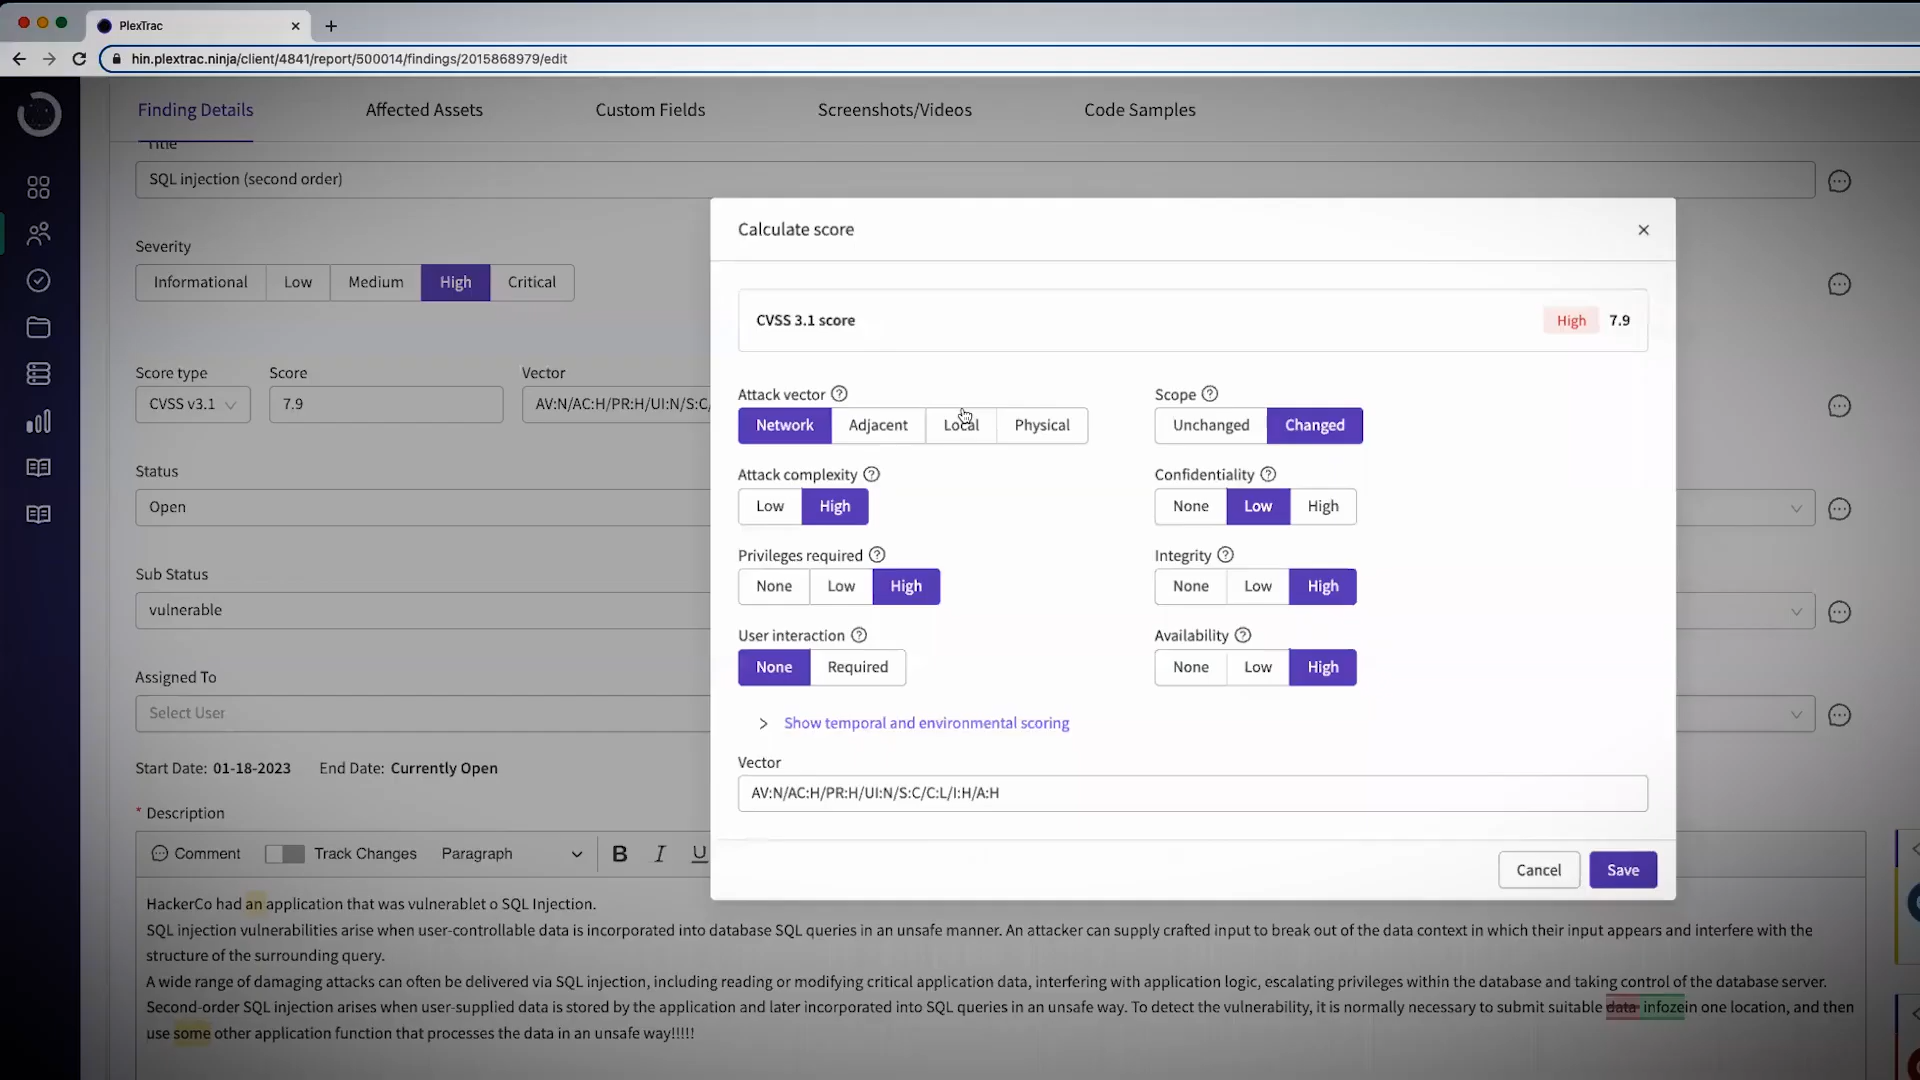 PlexTrac
hin.plextrac.ninja/client/4841/report/500014/findings/2015868979/edit
Finding Details Affected Assets Custom Fields Screenshots/Videos Code Samples
Title
SQL injection (second order)
Severity
Informational Low Medium High Critical
Score type Score Vector
CVSS v3.1 7.9 AV:N/AC:H/PR:H/UI:N/S:C/
Status
Open
Sub Status
vulnerable
Assigned To
Select User
Start Date: 01-18-2023 End Date: Currently Open
* Description
Comment Track Changes Paragraph B I U
HackerCo had an application that was vulnerablet o SQL Injection.
SQL injection vulnerabilities arise when user-controllable data is incorporated into database SQL queries in an unsafe manner. An attacker can supply crafted input to break out of the data context in which their input appears and interfere with the
structure of the surrounding query.
A wide range of damaging attacks can often be delivered via SQL injection, including reading or modifying critical application data, interfering with application logic, escalating privileges within the database and taking control of the database server.
Second-order SQL injection arises when user-supplied data is stored by the application and later incorporated into SQL queries in an unsafe way. To detect the vulnerability, it is normally necessary to submit suitable data infozein one location, and then
use some other application function that processes the data in an unsafe way!!!!!
Calculate score
CVSS 3.1 score High 7.9
Attack vector
Network Adjacent Local Physical
Attack complexity
Low High
Privileges required
None Low High
User interaction
None Required
Scope
Unchanged Changed
Confidentiality
None Low High
Integrity
None Low High
Availability
None Low High
Show temporal and environmental scoring
Vector
AV:N/AC:H/PR:H/UI:N/S:C/C:L/I:H/A:H
Cancel Save